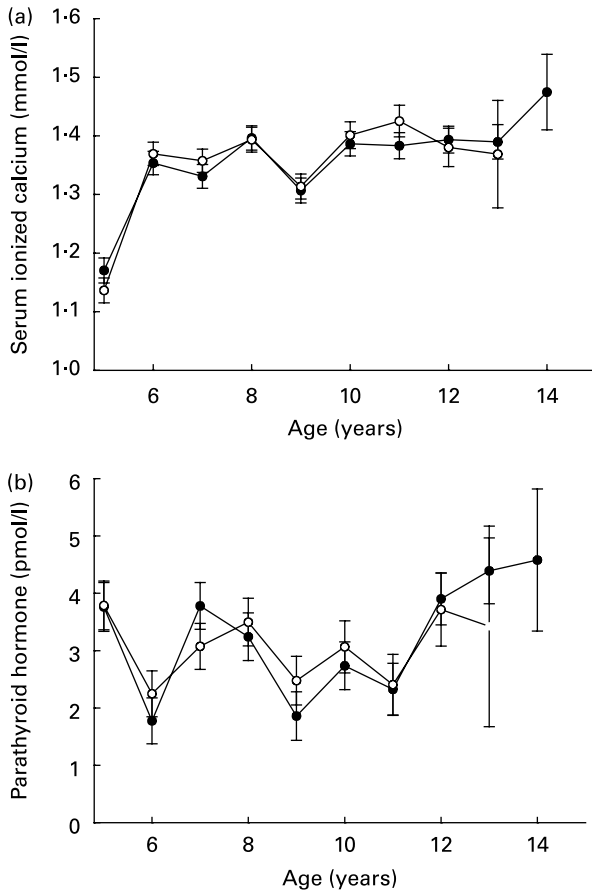 (a)
Serum ionized calcium (mmol/l)
1·6
1·5
1·4
1·3
1·2
1·1
1·0
6 8 10 12 14
Age (years)
(b)
Parathyroid hormone (pmol/l)
6
5
4
3
2
1
0
6 8 10 12 14
Age (years)